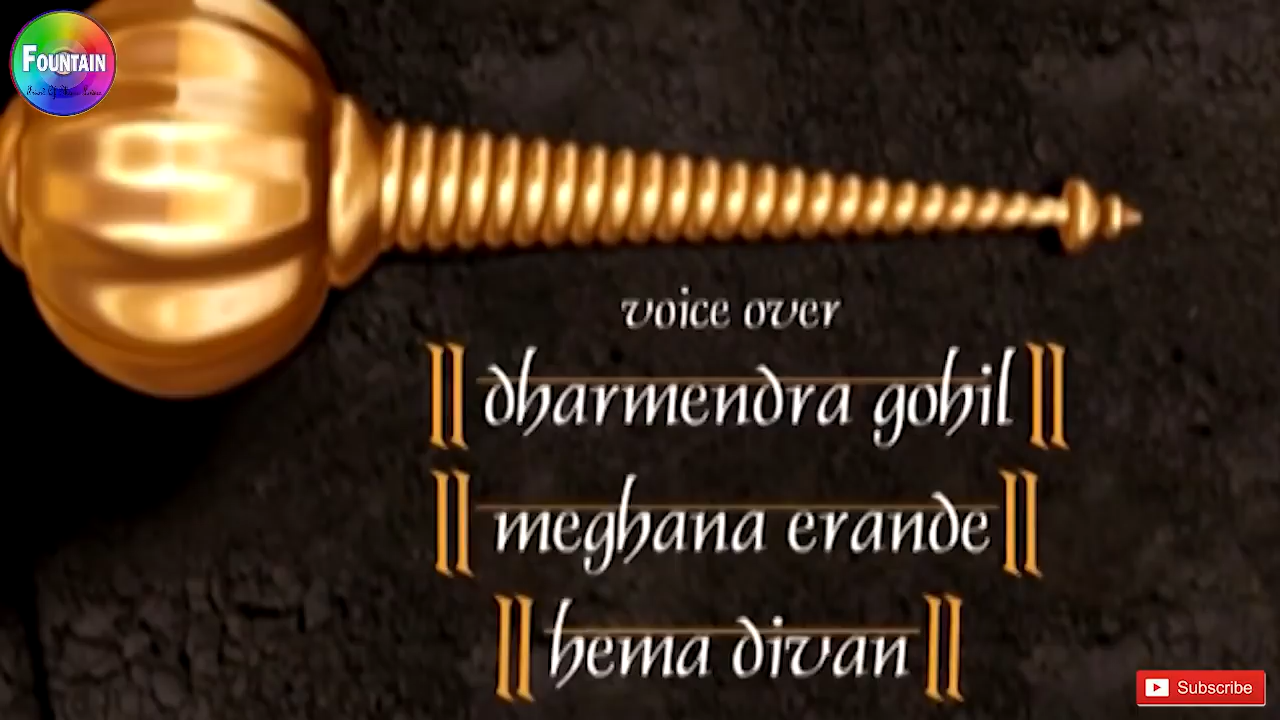 FOUNTAIN
voice over
|| dharmendra gohil ||
|| meghana erande ||
|| hema divan ||
Subscribe